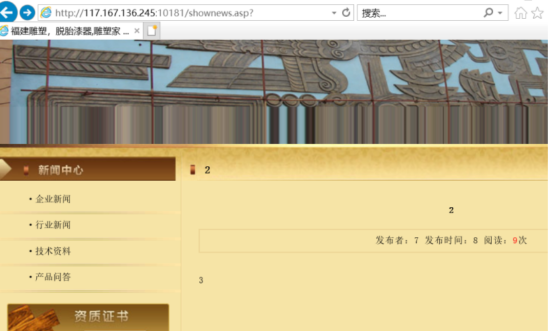 http://117.167.136.245:10181/shownews.asp?
搜索...
福建雕塑，脱胎漆器,雕塑家 ...
新闻中心
2
• 企业新闻
2
• 行业新闻
发布者：7 发布时间：8 阅读：9次
• 技术资料
• 产品问答
3
资质证书